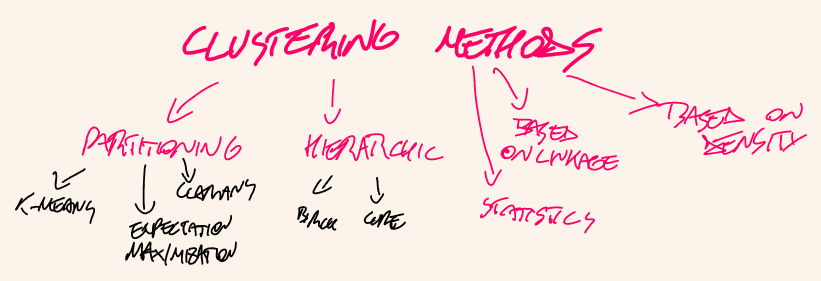 CLUSTERING METHODS
PARTITIONING
HIERARCHIC
BASED
ON LINKAGE
STATISTICS
BASED ON
DENSITY
K-MEANS
EXPECTATION
MAXIMIZATION
CLARANS
BIRCH
CURE